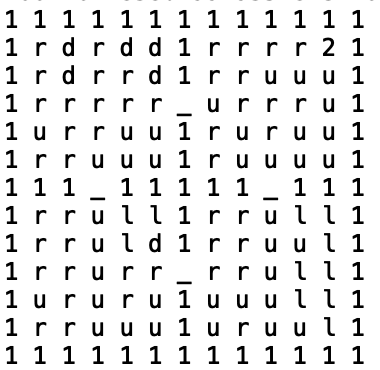 1 1 1 1 1 1 1 1 1 1 1 1 1
1 r d r d d 1 r r r r 2 1
1 r d r r d 1 r r u u u 1
1 r r r r r _ u r r r u 1
1 u r r u u 1 r u r u u 1
1 r r u u u 1 r u u u u 1
1 1 1 _ 1 1 1 1 1 _ 1 1 1
1 r r u l l 1 r r u l l 1
1 r r u l d 1 r r u u l 1
1 r r u r r _ r r u l l 1
1 u r u r u 1 u u u l l 1
1 r r u u u 1 u r u u l 1
1 1 1 1 1 1 1 1 1 1 1 1 1